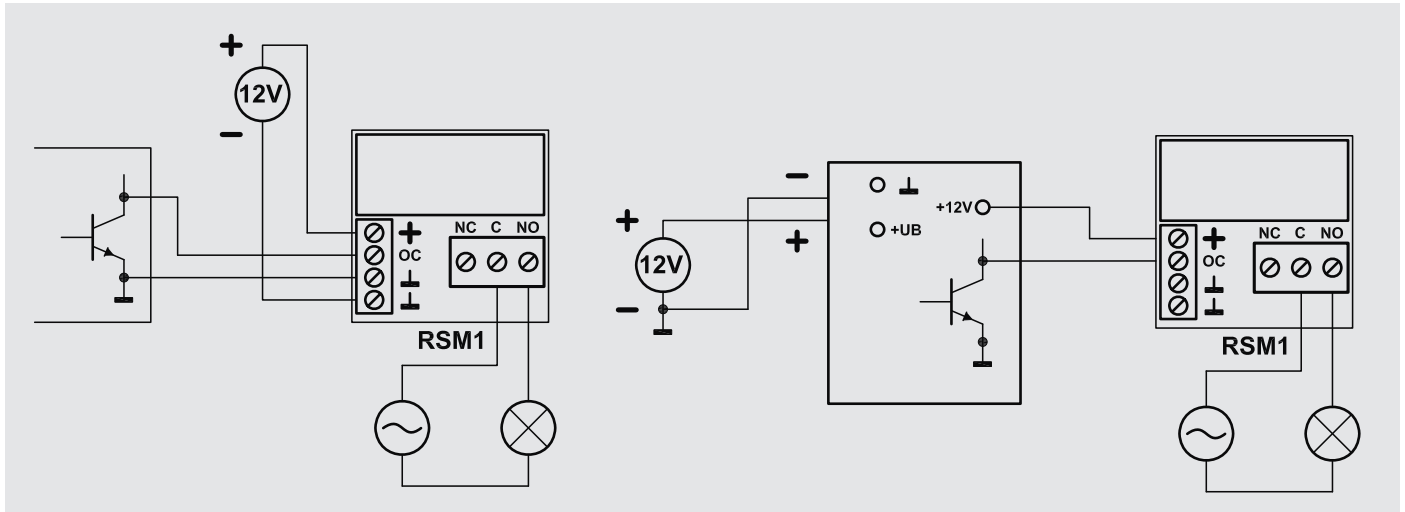 +
12V
−
NC C NO
+
OC
RSM1
−
+
+
12V
−
+12V
+UB
NC C NO
+
OC
RSM1